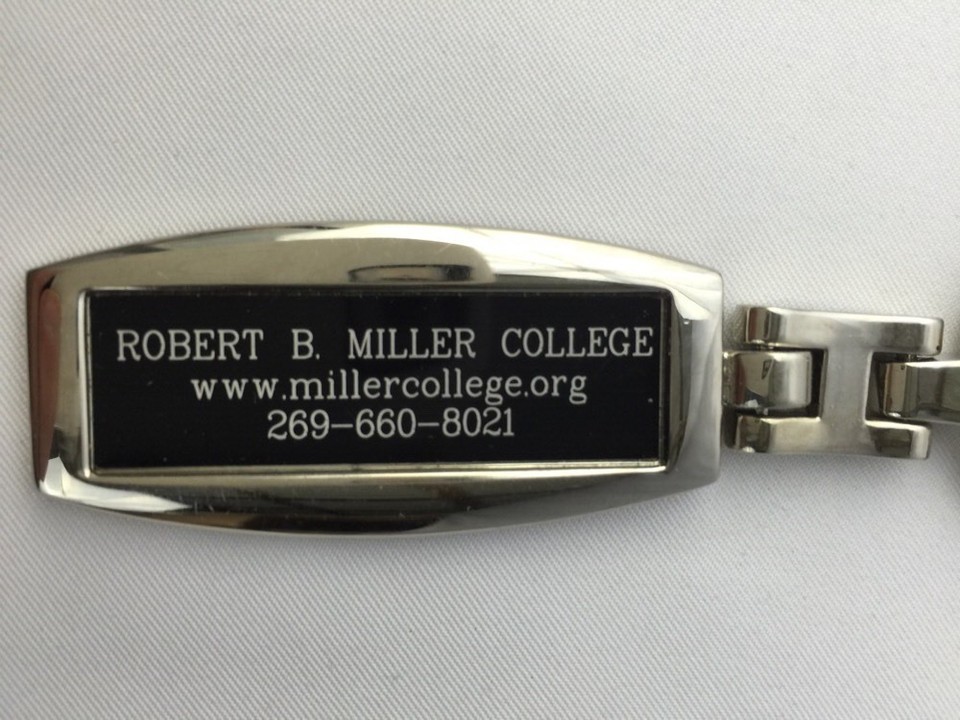 ROBERT B. MILLER COLLEGE
www.millercollege.org
269-660-8021